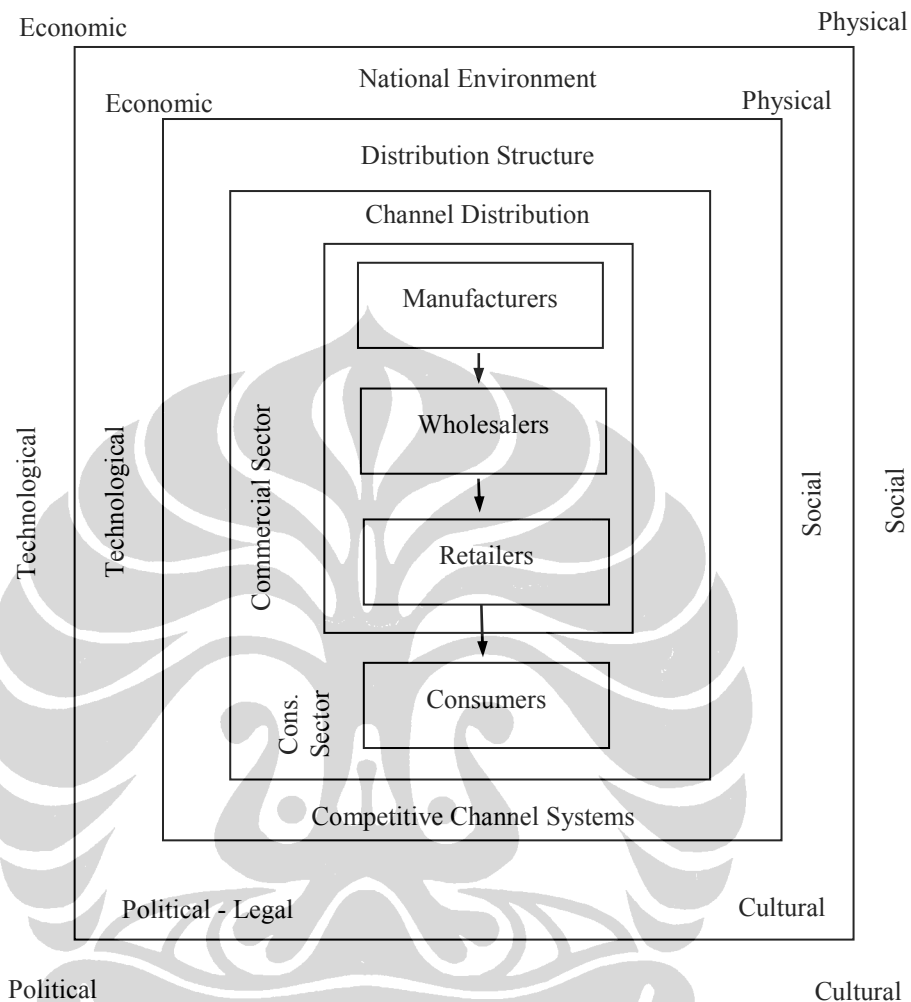 Economic
Physical
National Environment
Economic
Physical
Distribution Structure
Channel Distribution
Manufacturers
Wholesalers
Retailers
Consumers
Commercial Sector
Cons.
Sector
Technological
Technological
Social
Social
Competitive Channel Systems
Political - Legal
Cultural
Political
Cultural